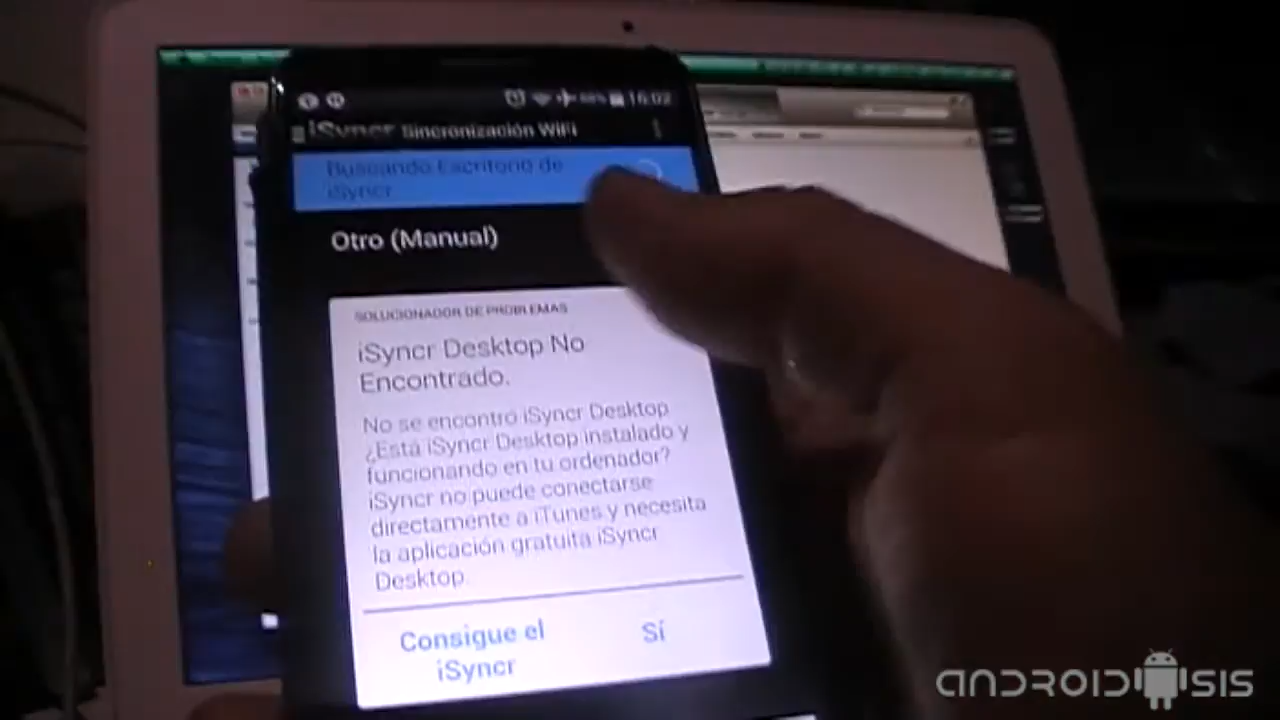 16:02
iSyncr Sincronización WiFi
Buscando Escritorio de
iSyncr
Otro (Manual)
SOLUCIONADOR DE PROBLEMAS
iSyncr Desktop No
Encontrado.
No se encontro iSyncr Desktop
¿Está iSyncr Desktop instalado y
funcionando en tu ordenador?
iSyncr no puede conectarse
directamente a iTunes y necesita
la aplicación gratuita iSyncr
Desktop.
Consigue el
iSyncr
Sí
ANDROIDSIS